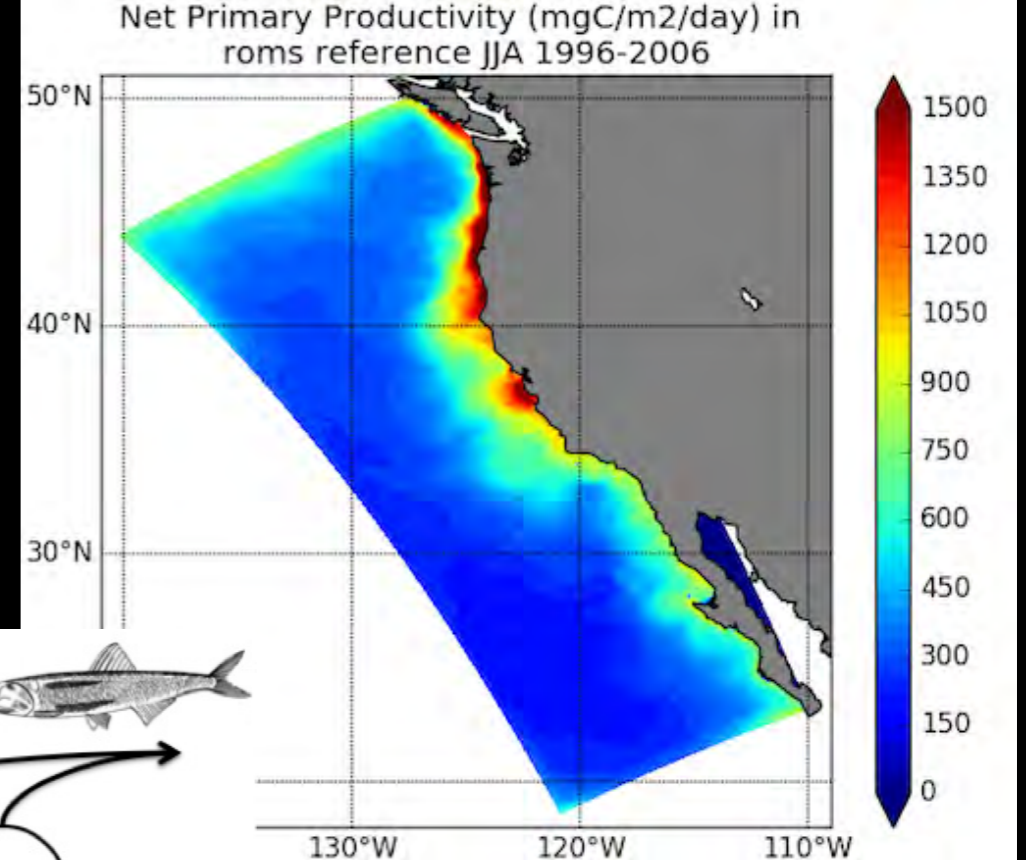 Net Primary Productivity (mgC/m2/day) in
roms reference JJA 1996-2006
50°N
40°N
30°N
130°W
120°W
110°W
1500
1350
1200
1050
900
750
600
450
300
150
0